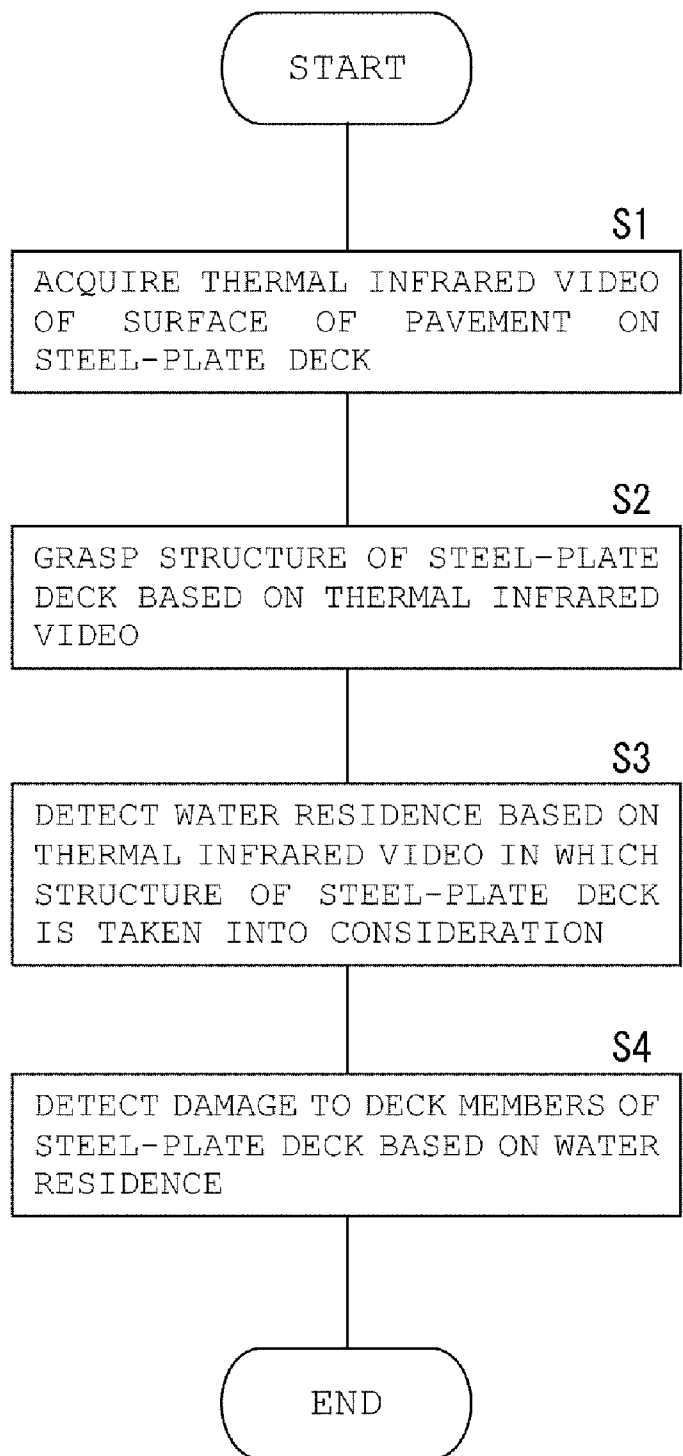 START
S1
ACQUIRE THERMAL INFRARED VIDEO
OF SURFACE OF PAVEMENT ON
STEEL-PLATE DECK
S2
GRASP STRUCTURE OF STEEL-PLATE
DECK BASED ON THERMAL INFRARED
VIDEO
S3
DETECT WATER RESIDENCE BASED ON
THERMAL INFRARED VIDEO IN WHICH
STRUCTURE OF STEEL-PLATE DECK
IS TAKEN INTO CONSIDERATION
S4
DETECT DAMAGE TO DECK MEMBERS OF
STEEL-PLATE DECK BASED ON WATER
RESIDENCE
END